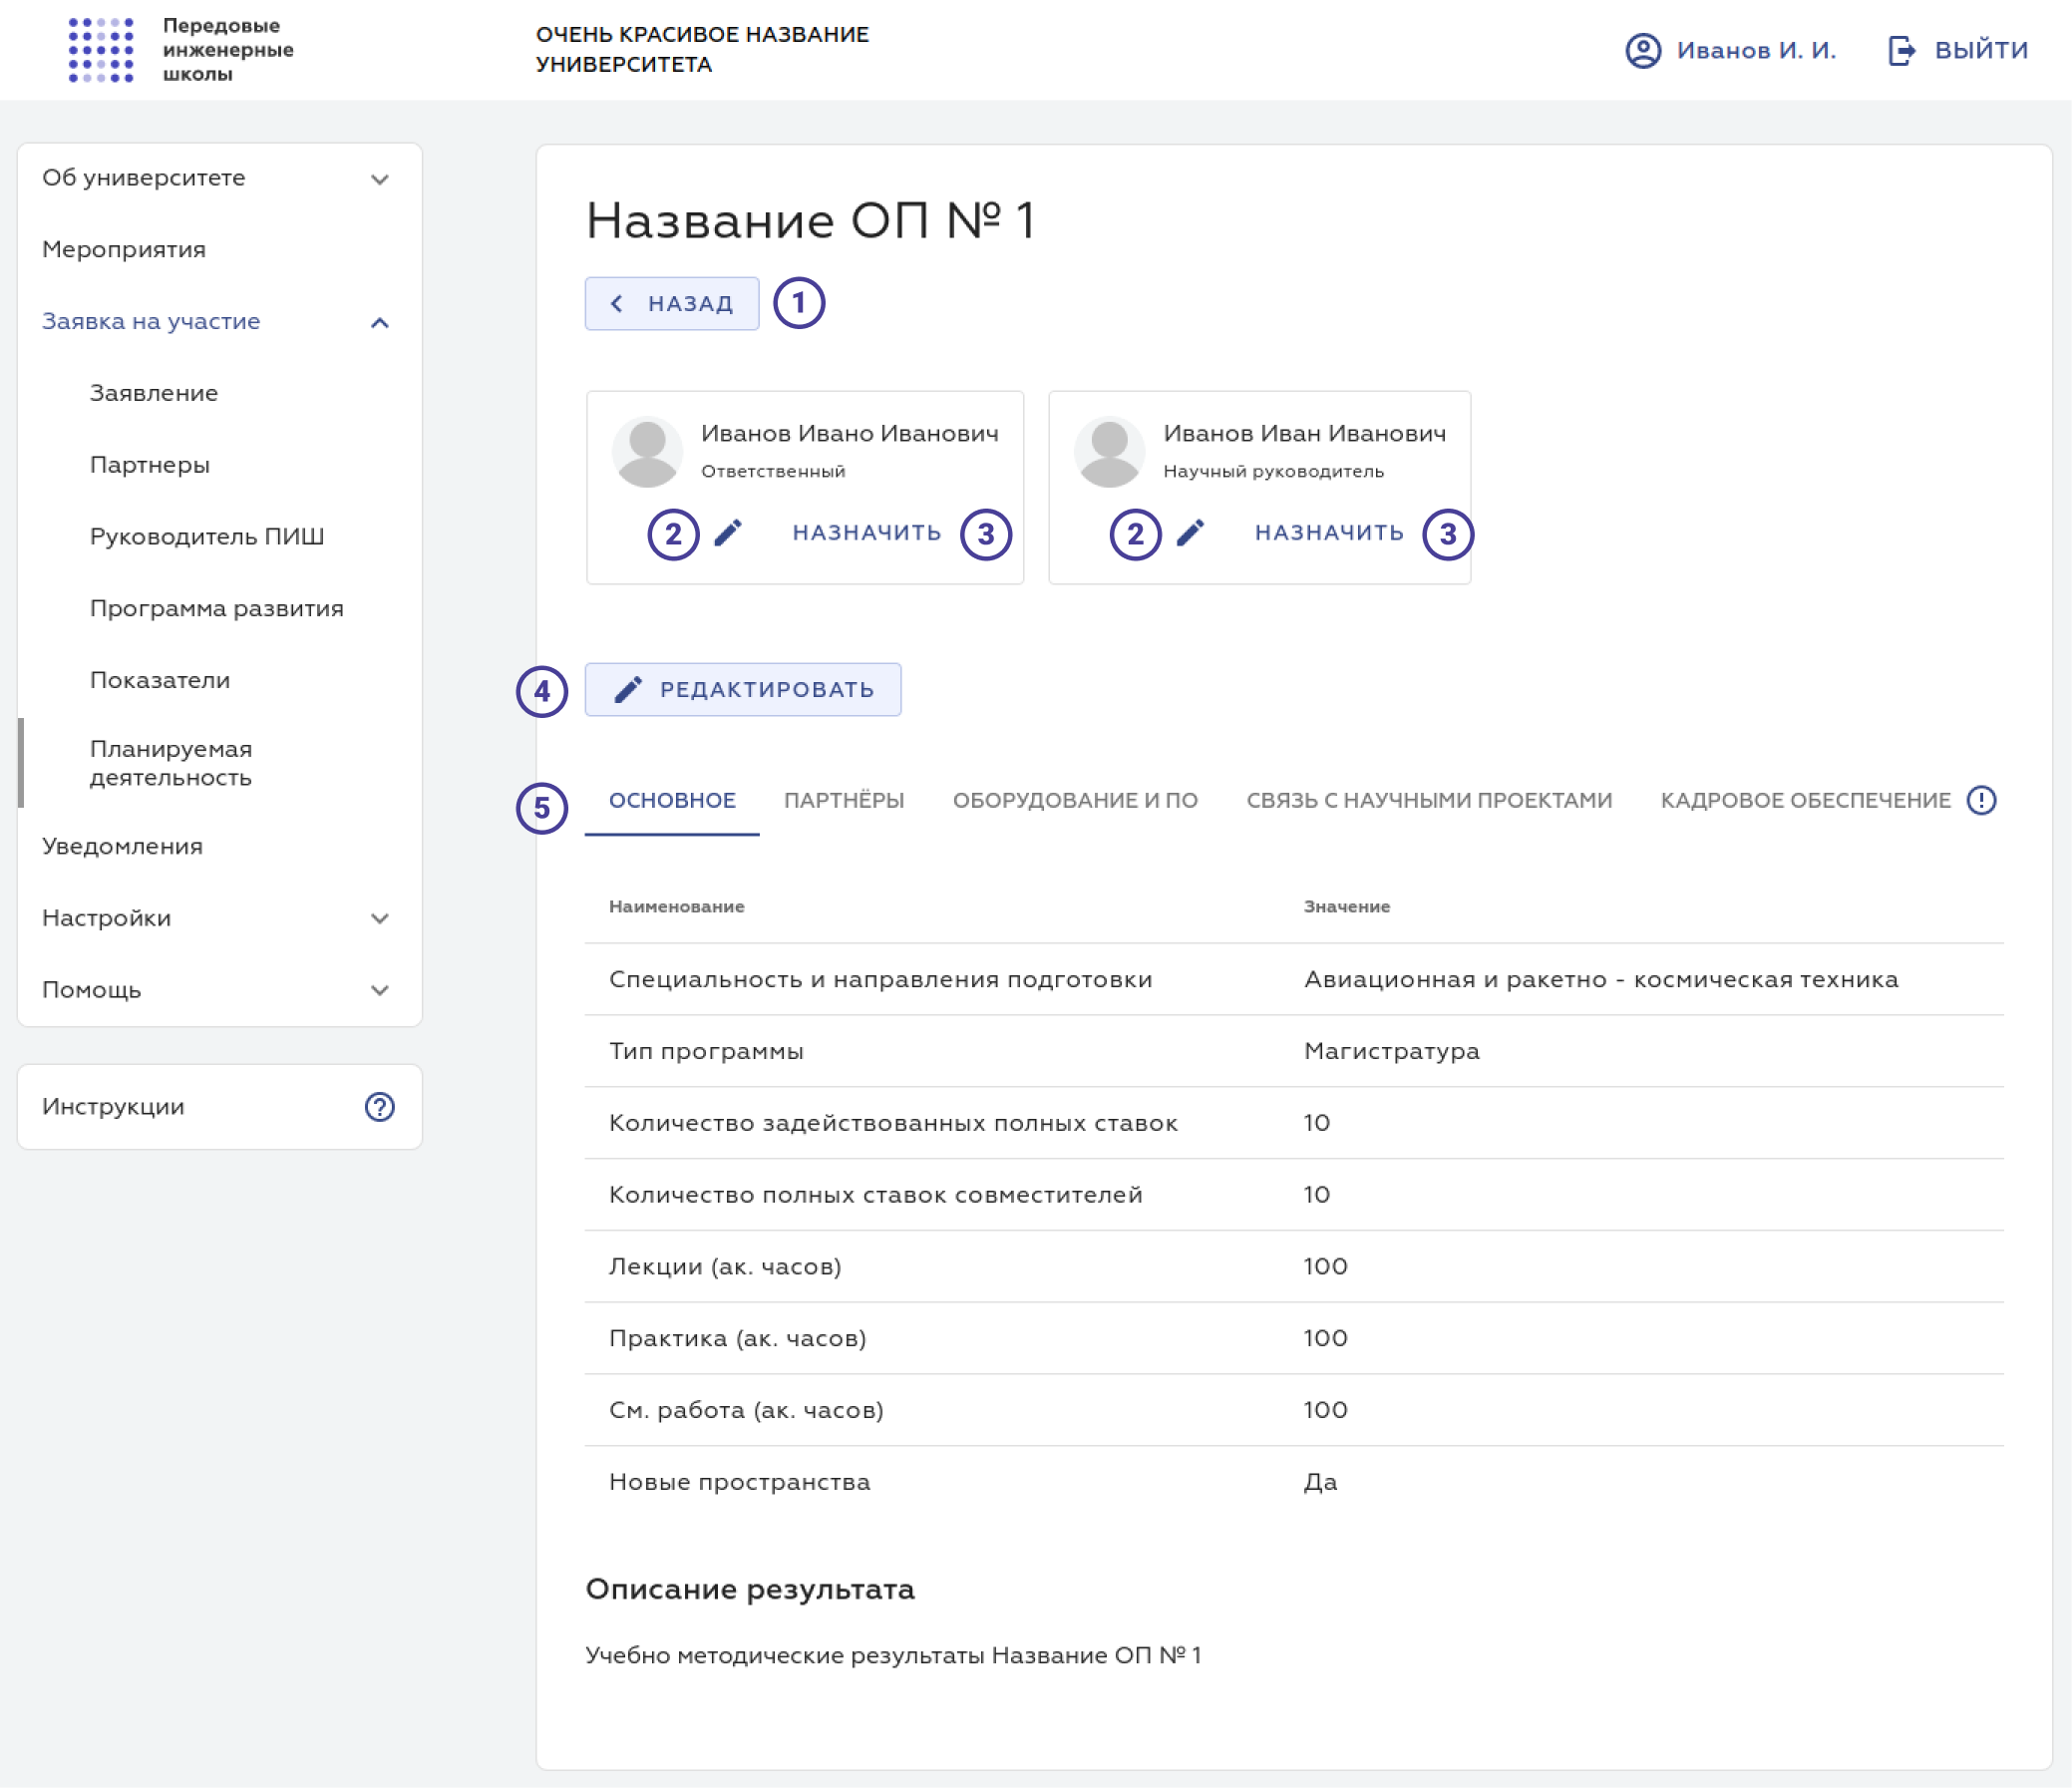 Передовые
инженерные
школы
ОЧЕНЬ КРАСИВОЕ НАЗВАНИЕ
УНИВЕРСИТЕТА
Иванов И. И.
ВЫЙТИ
Об университете
Мероприятия
Заявка на участие
Заявление
Партнеры
Руководитель ПИШ
Программа развития
Показатели
Планируемая
деятельность
Уведомления
Настройки
Помощь
Инструкции
Название ОП № 1
НАЗАД 1
Иванов Ивано Иванович
Ответственный
2 НАЗНАЧИТЬ 3
Иванов Иван Иванович
Научный руководитель
2 НАЗНАЧИТЬ 3
4 РЕДАКТИРОВАТЬ
5 ОСНОВНОЕ ПАРТНЁРЫ ОБОРУДОВАНИЕ И ПО СВЯЗЬ С НАУЧНЫМИ ПРОЕКТАМИ КАДРОВОЕ ОБЕСПЕЧЕНИЕ
Наименование Значение
Специальность и направления подготовки Авиационная и ракетно - космическая техника
Тип программы Магистратура
Количество задействованных полных ставок 10
Количество полных ставок совместителей 10
Лекции (ак. часов) 100
Практика (ак. часов) 100
См. работа (ак. часов) 100
Новые пространства Да
Описание результата
Учебно методические результаты Название ОП № 1